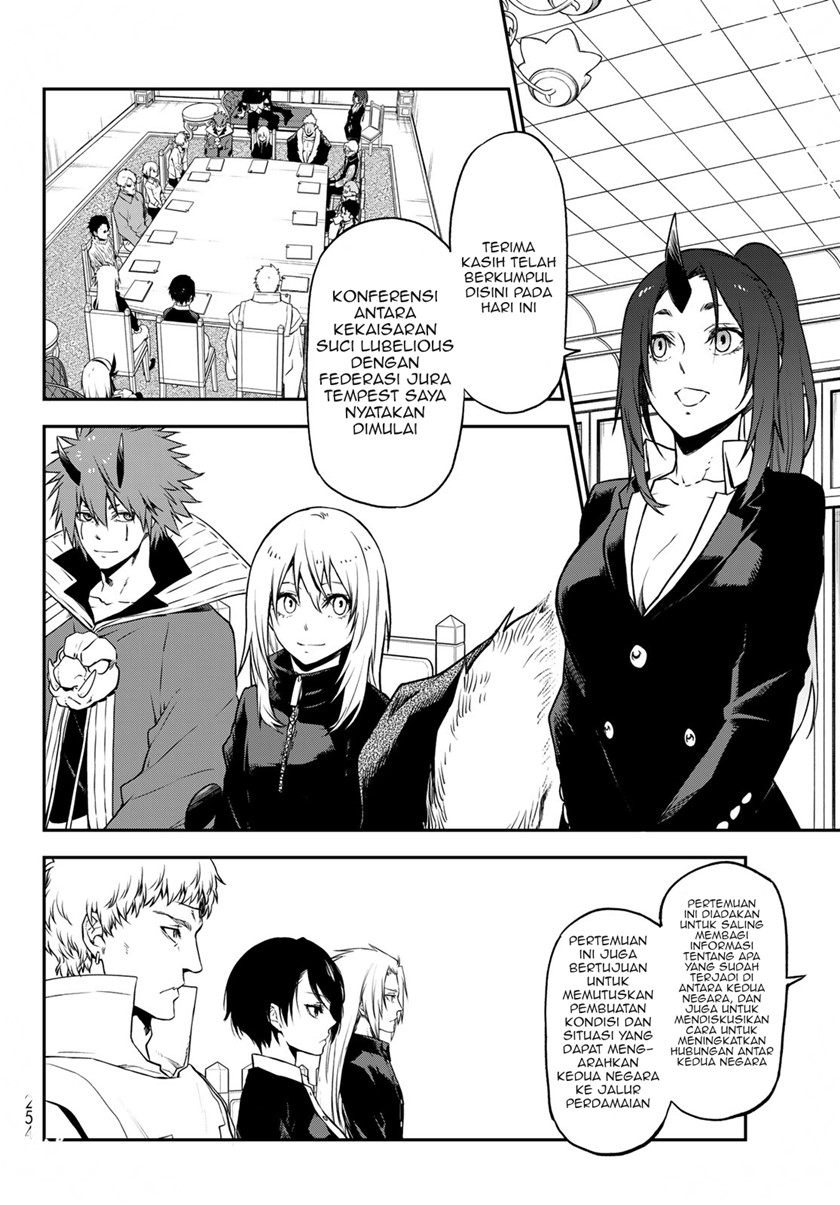 TERIMA
KASIH TELAH
BERKUMPUL
DISINI PADA
HARI INI
KONFERENSI
ANTARA
KEKAISARAN
SUCI LUBELIOUS
DENGAN
FEDERASI JURA
TEMPEST SAYA
NYATAKAN
DIMULAI
PERTEMUAN
INI DIADAKAN
UNTUK SALING
MEMBAGI
INFORMASI
TENTANG APA
YANG SUDAH
TERJADI DI
ANTARA KEDUA
NEGARA, DAN
JUGA UNTUK
MENDISKUSIKAN
CARA UNTUK
MENINGKATKAN
HUBUNGAN ANTAR
KEDUA NEGARA
PERTEMUAN
INI JUGA
BERTUJUAN
UNTUK
MEMUTUSKAN
PEMBUATAN
KONDISI DAN
SITUASI YANG
DAPAT MENG-
ARAHKAN
KEDUA NEGARA
KE JALUR
PERDAMAIAN
25